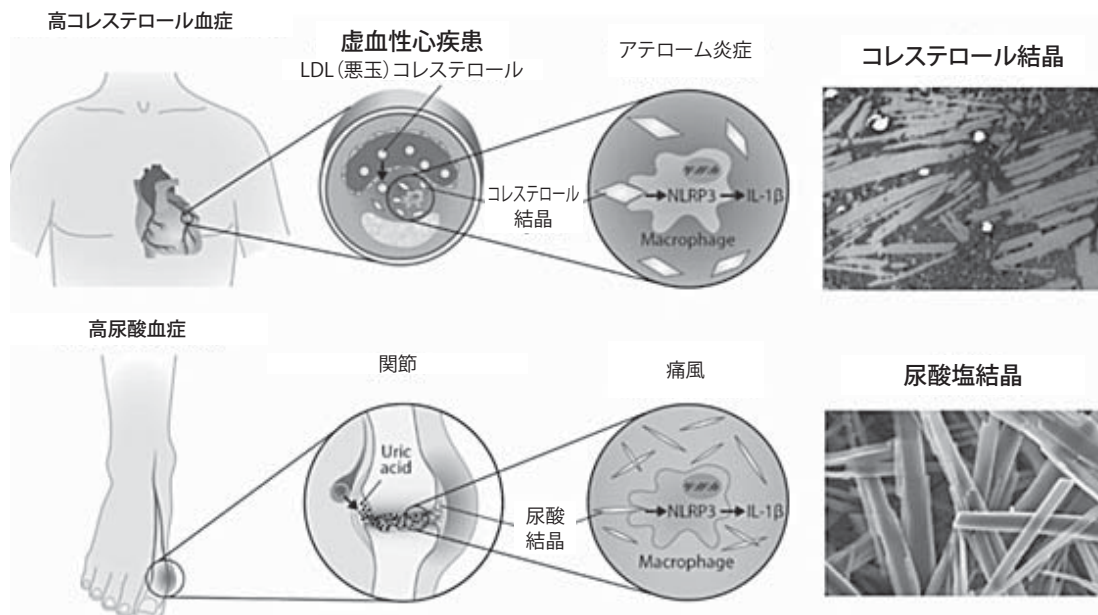 高コレステロール血症
虚血性心疾患
LDL(悪玉)コレステロール
アテローム炎症
コレステロール結晶
コレステロール
結晶
NLRP3
IL-1β
Macrophage
高尿酸血症
関節
痛風
尿酸塩結晶
Uric
acid
尿酸
結晶
NLRP3
IL-1β
Macrophage